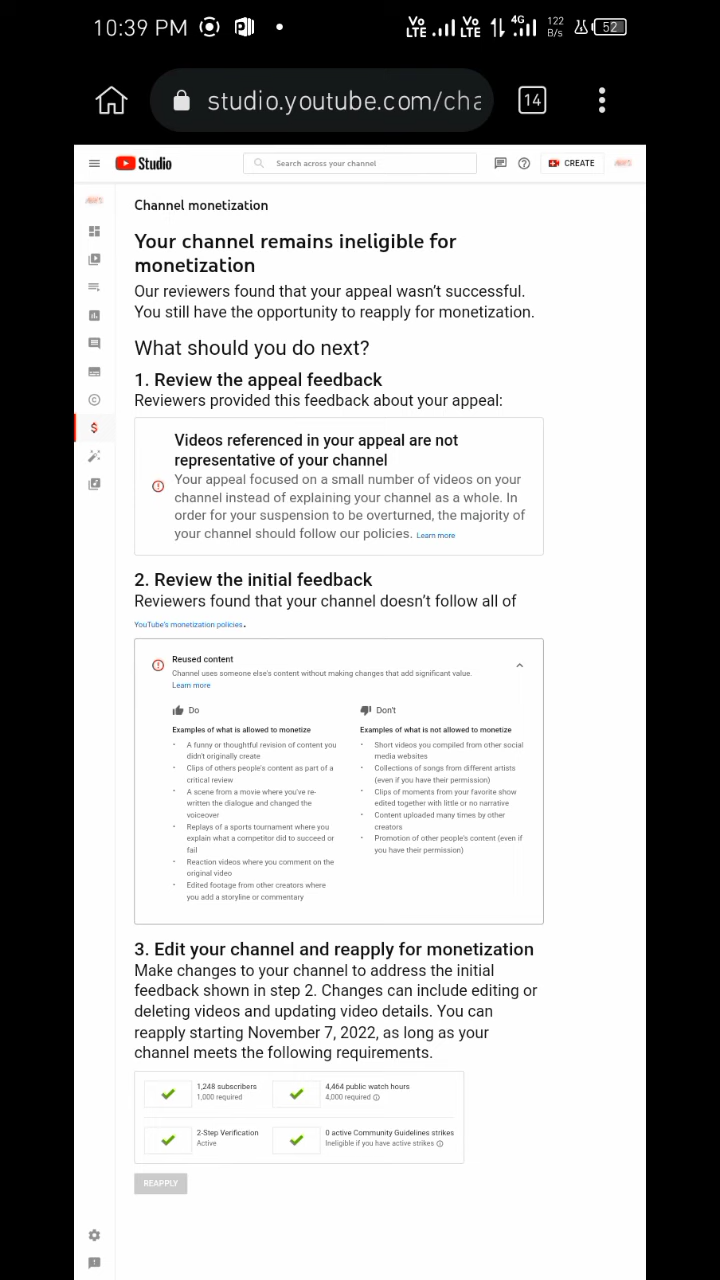 10:39 PM
Vo LTE Vo LTE 4G 122 B/s 52
studio.youtube.com/cha
14
Studio
Search across your channel
CREATE
Channel monetization
Your channel remains ineligible for
monetization
Our reviewers found that your appeal wasn't successful.
You still have the opportunity to reapply for monetization.
What should you do next?
1. Review the appeal feedback
Reviewers provided this feedback about your appeal:
Videos referenced in your appeal are not
representative of your channel
Your appeal focused on a small number of videos on your
channel instead of explaining your channel as a whole. In
order for your suspension to be overturned, the majority of
your channel should follow our policies. Learn more
2. Review the initial feedback
Reviewers found that your channel doesn't follow all of
YouTube's monetization policies.
Reused content
Channel uses someone else's content without making changes that add significant value.
Learn more
Do
Examples of what is allowed to monetize
· A funny or thoughtful revision of content you
didn't originally create
· Clips of others people's content as part of a
critical review
· A scene from a movie where you've re-
written the dialogue and changed the
voiceover
· Replays of a sports tournament where you
explain what a competitor did to succeed or
fail
· Reaction videos where you comment on the
original video
· Edited footage from other creators where
you add a storyline or commentary
Don't
Examples of what is not allowed to monetize
· Short videos you compiled from other social
media websites
· Collections of songs from different artists
(even if you have their permission)
· Clips of moments from your favorite show
edited together with little or no narrative
· Content uploaded many times by other
creators
· Promotion of other people's content (even if
you have their permission)
3. Edit your channel and reapply for monetization
Make changes to your channel to address the initial
feedback shown in step 2. Changes can include editing or
deleting videos and updating video details. You can
reapply starting November 7, 2022, as long as your
channel meets the following requirements.
1,248 subscribers
1,000 required
4,464 public watch hours
4,000 required
2-Step Verification
Active
0 active Community Guidelines strikes
Ineligible if you have active strikes
REAPPLY